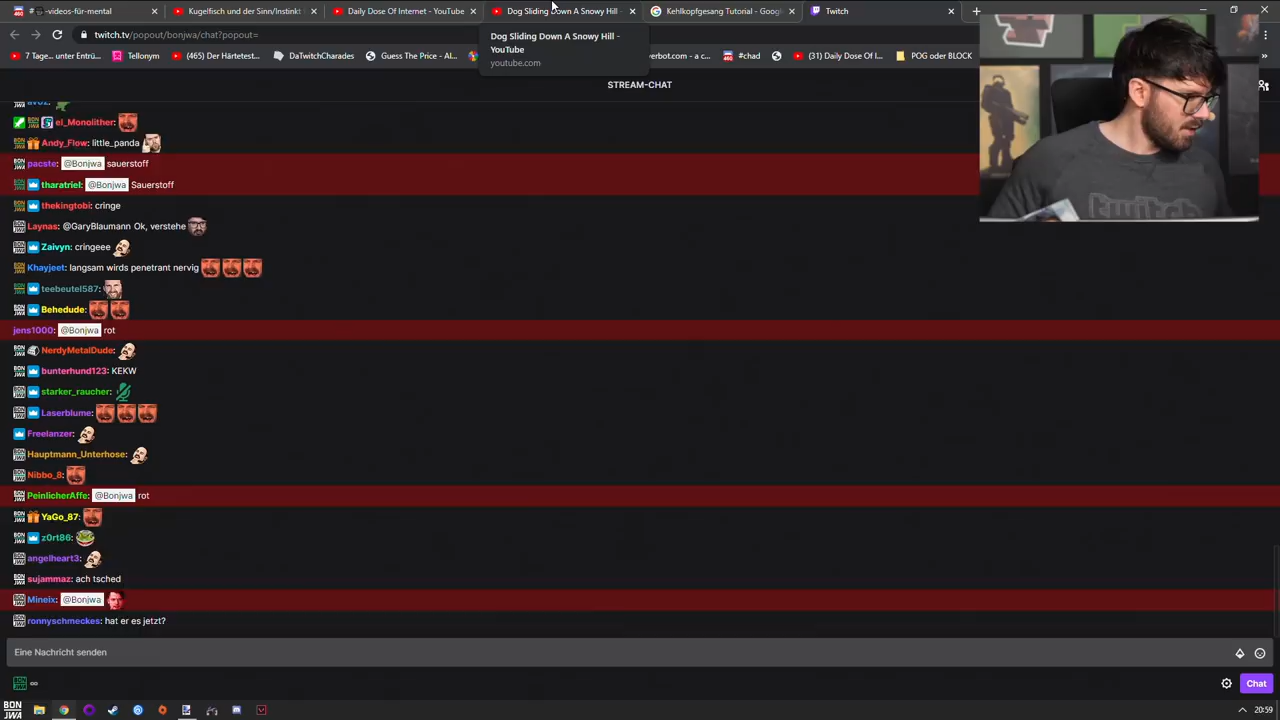 #🎬-videos-für-mental
Kugelfisch und der Sinn/Instinkt
Daily Dose Of Internet - YouTube
Dog Sliding Down A Snowy Hill -
Kehlkopfgesang Tutorial - Google
Twitch
twitch.tv/popout/bonjwa/chat?popout=
Dog Sliding Down A Snowy Hill -
YouTube
youtube.com
(465) Der Härtetest...
Tellonym
DaTwitchCharades
Guess The Price - Al...
#chad
(31) Daily Dose Of I...
POG oder BLOCK
STREAM-CHAT
el_Monolither:
Andy_Flow: little_panda
pacste: @Bonjwa sauerstoff
tharatriel: @Bonjwa Sauerstoff
thekingtobi: cringe
Laynas: @GaryBlaumann Ok, verstehe
Zaivyn: cringeee
Khayjeet: langsam wirds penetrant nervig
teebeutel587:
Behedude:
jens1000: @Bonjwa rot
NerdyMetalDude:
bunterhund123: KEKW
starker_raucher:
Laserblume:
Freelanzer:
Hauptmann_Unterhose:
Nibbo_8:
PeinlicherAffe: @Bonjwa rot
YaGo_87:
z0rt86:
angelheart3:
sujammaz: ach tsched
Mineix: @Bonjwa
ronnyschmeckes: hat er es jetzt?
Eine Nachricht senden
∞
Chat
BON
JWA
20:59
twitch